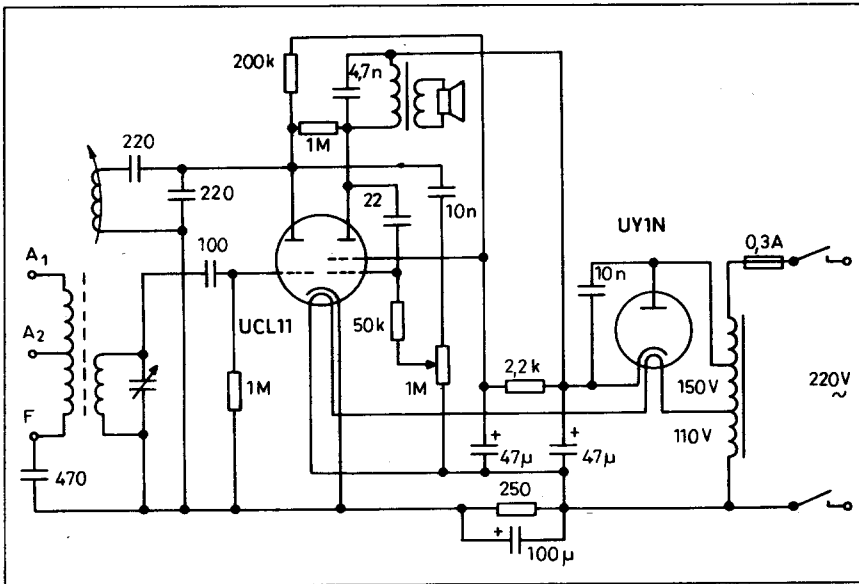 200k
4,7n
1M
220
220
22
10n
UY1N
0,3A
100
10n
A1
UCL11
50k
A2
2,2k
150V
220V
~
1M
1M
110V
F
+
47µ
+
47µ
470
250
+
100µ